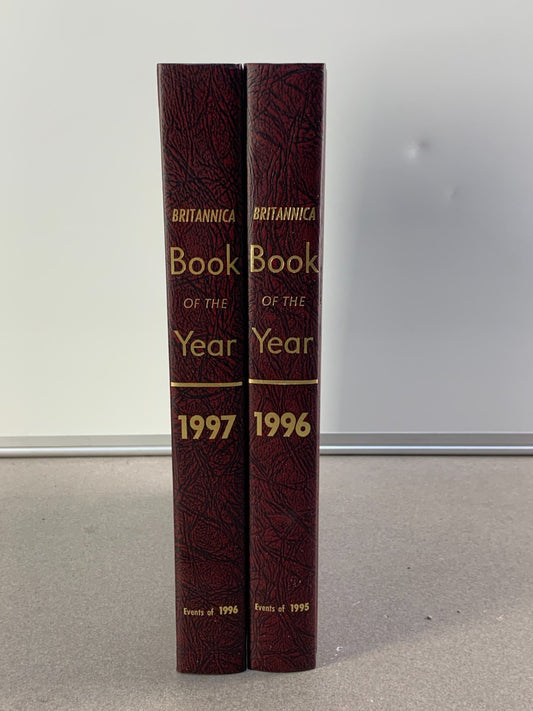 BRITANNICA
Book
OF THE
Year
1997
Events of 1996
BRITANNICA
Book
OF THE
Year
1996
Events of 1995